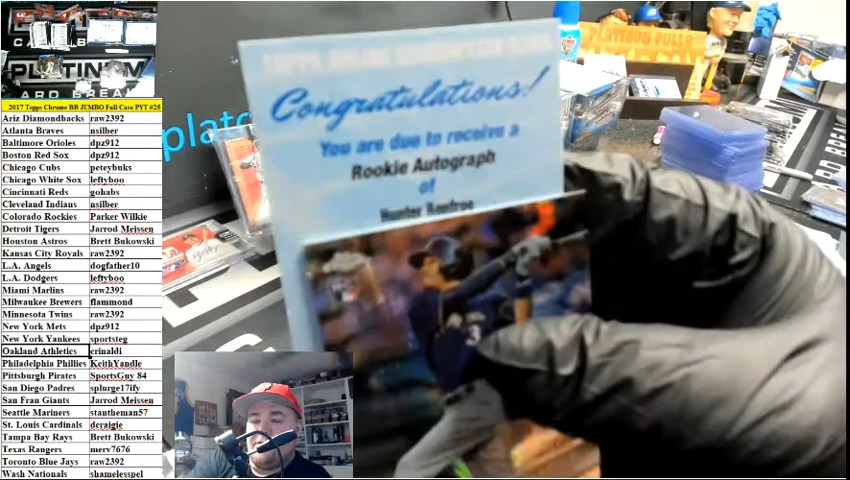 PLATINUM
ARD BREAK
2017 Topps Chrome BB JUMBO Full Case PYT #25
Ariz Diamondbacks raw2392
Atlanta Braves nsilber
Baltimore Orioles dpz912
Boston Red Sox dpz912
Chicago Cubs peteybuks
Chicago White Sox leftyboo
Cincinnati Reds gohabs
Cleveland Indians nsilber
Colorado Rockies Parker Wilkie
Detroit Tigers Jarrod Meissen
Houston Astros Brett Bukowski
Kansas City Royals raw2392
L.A. Angels dogfather10
L.A. Dodgers leftyboo
Miami Marlins raw2392
Milwaukee Brewers flammond
Minnesota Twins raw2392
New York Mets dpz912
New York Yankees sportsteg
Oakland Athletics crinaldi
Philadelphia Phillies KeithYandle
Pittsburgh Pirates SportsGuy 84
San Diego Padres splurge17ify
San Fran Giants Jarrod Meissen
Seattle Mariners stantheman57
St. Louis Cardinals dcraigie
Tampa Bay Rays Brett Bukowski
Texas Rangers merv7676
Toronto Blue Jays raw2392
Wash Nationals shamelesspel
Congratulations!
You are due to receive a
Rookie Autograph
of
Hunter Renfroe
plat